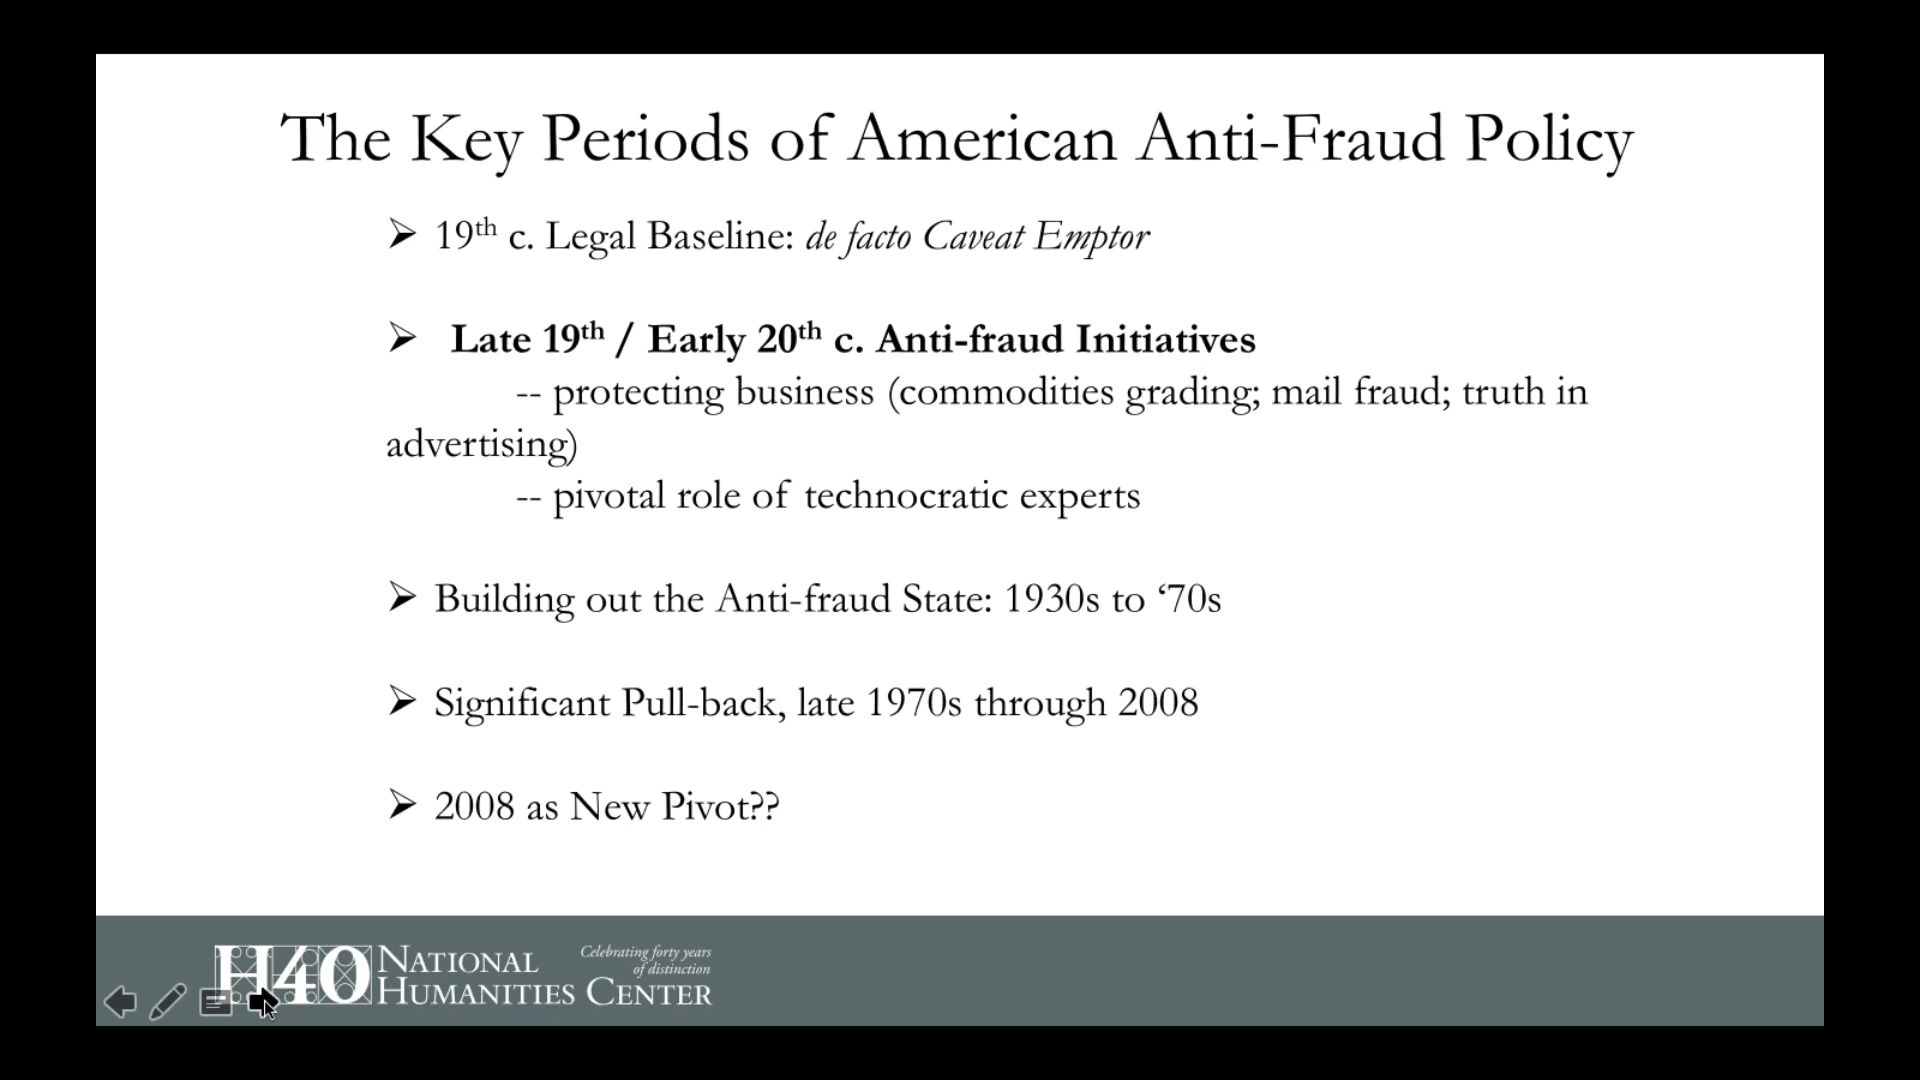 The Key Periods of American Anti-Fraud Policy
➢ 19th c. Legal Baseline: de facto Caveat Emptor
➢ Late 19th / Early 20th c. Anti-fraud Initiatives
-- protecting business (commodities grading; mail fraud; truth in
advertising)
-- pivotal role of technocratic experts
➢ Building out the Anti-fraud State: 1930s to ‘70s
➢ Significant Pull-back, late 1970s through 2008
➢ 2008 as New Pivot??
H40 National Humanities Center
Celebrating forty years
of distinction